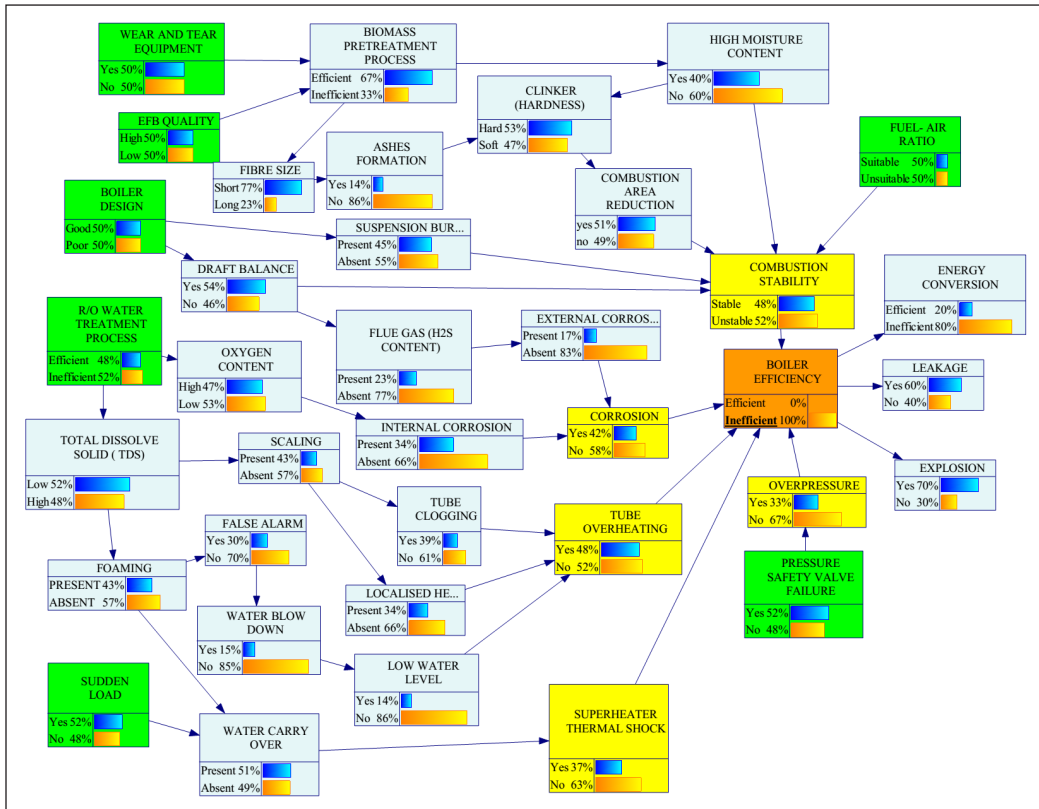 WEAR AND TEAR
EQUIPMENT
Yes 50%
No 50%
BIOMASS
PRETREATMENT
PROCESS
Efficient 67%
Inefficient 33%
HIGH MOISTURE
CONTENT
Yes 40%
No 60%
CLINKER
(HARDNESS)
Hard 53%
Soft 47%
EFB QUALITY
High 50%
Low 50%
FUEL- AIR
RATIO
Suitable 50%
Unsuitable 50%
ASHES
FORMATION
Yes 14%
No 86%
FIBRE SIZE
Short 77%
Long 23%
COMBUSTION
AREA
REDUCTION
yes 51%
no 49%
BOILER
DESIGN
Good 50%
Poor 50%
SUSPENSION BUR...
Present 45%
Absent 55%
DRAFT BALANCE
Yes 54%
No 46%
COMBUSTION
STABILITY
Stable 48%
Unstable 52%
ENERGY
CONVERSION
Efficient 20%
Inefficient 80%
R/O WATER
TREATMENT
PROCESS
Efficient 48%
Inefficient 52%
OXYGEN
CONTENT
High 47%
Low 53%
FLUE GAS (H2S
CONTENT)
Present 23%
Absent 77%
EXTERNAL CORROS...
Present 17%
Absent 83%
BOILER
EFFICIENCY
Efficient 0%
Inefficient 100%
LEAKAGE
Yes 60%
No 40%
CORROSION
Yes 42%
No 58%
TOTAL DISSOLVE
SOLID ( TDS)
Low 52%
High 48%
SCALING
Present 43%
Absent 57%
INTERNAL CORROSION
Present 34%
Absent 66%
EXPLOSION
Yes 70%
No 30%
OVERPRESSURE
Yes 33%
No 67%
TUBE
CLOGGING
Yes 39%
No 61%
TUBE
OVERHEATING
Yes 48%
No 52%
FALSE ALARM
Yes 30%
No 70%
FOAMING
PRESENT 43%
ABSENT 57%
LOCALISED HE...
Present 34%
Absent 66%
PRESSURE
SAFETY VALVE
FAILURE
Yes 52%
No 48%
WATER BLOW
DOWN
Yes 15%
No 85%
LOW WATER
LEVEL
Yes 14%
No 86%
SUDDEN
LOAD
Yes 52%
No 48%
WATER CARRY
OVER
Present 51%
Absent 49%
SUPERHEATER
THERMAL SHOCK
Yes 37%
No 63%